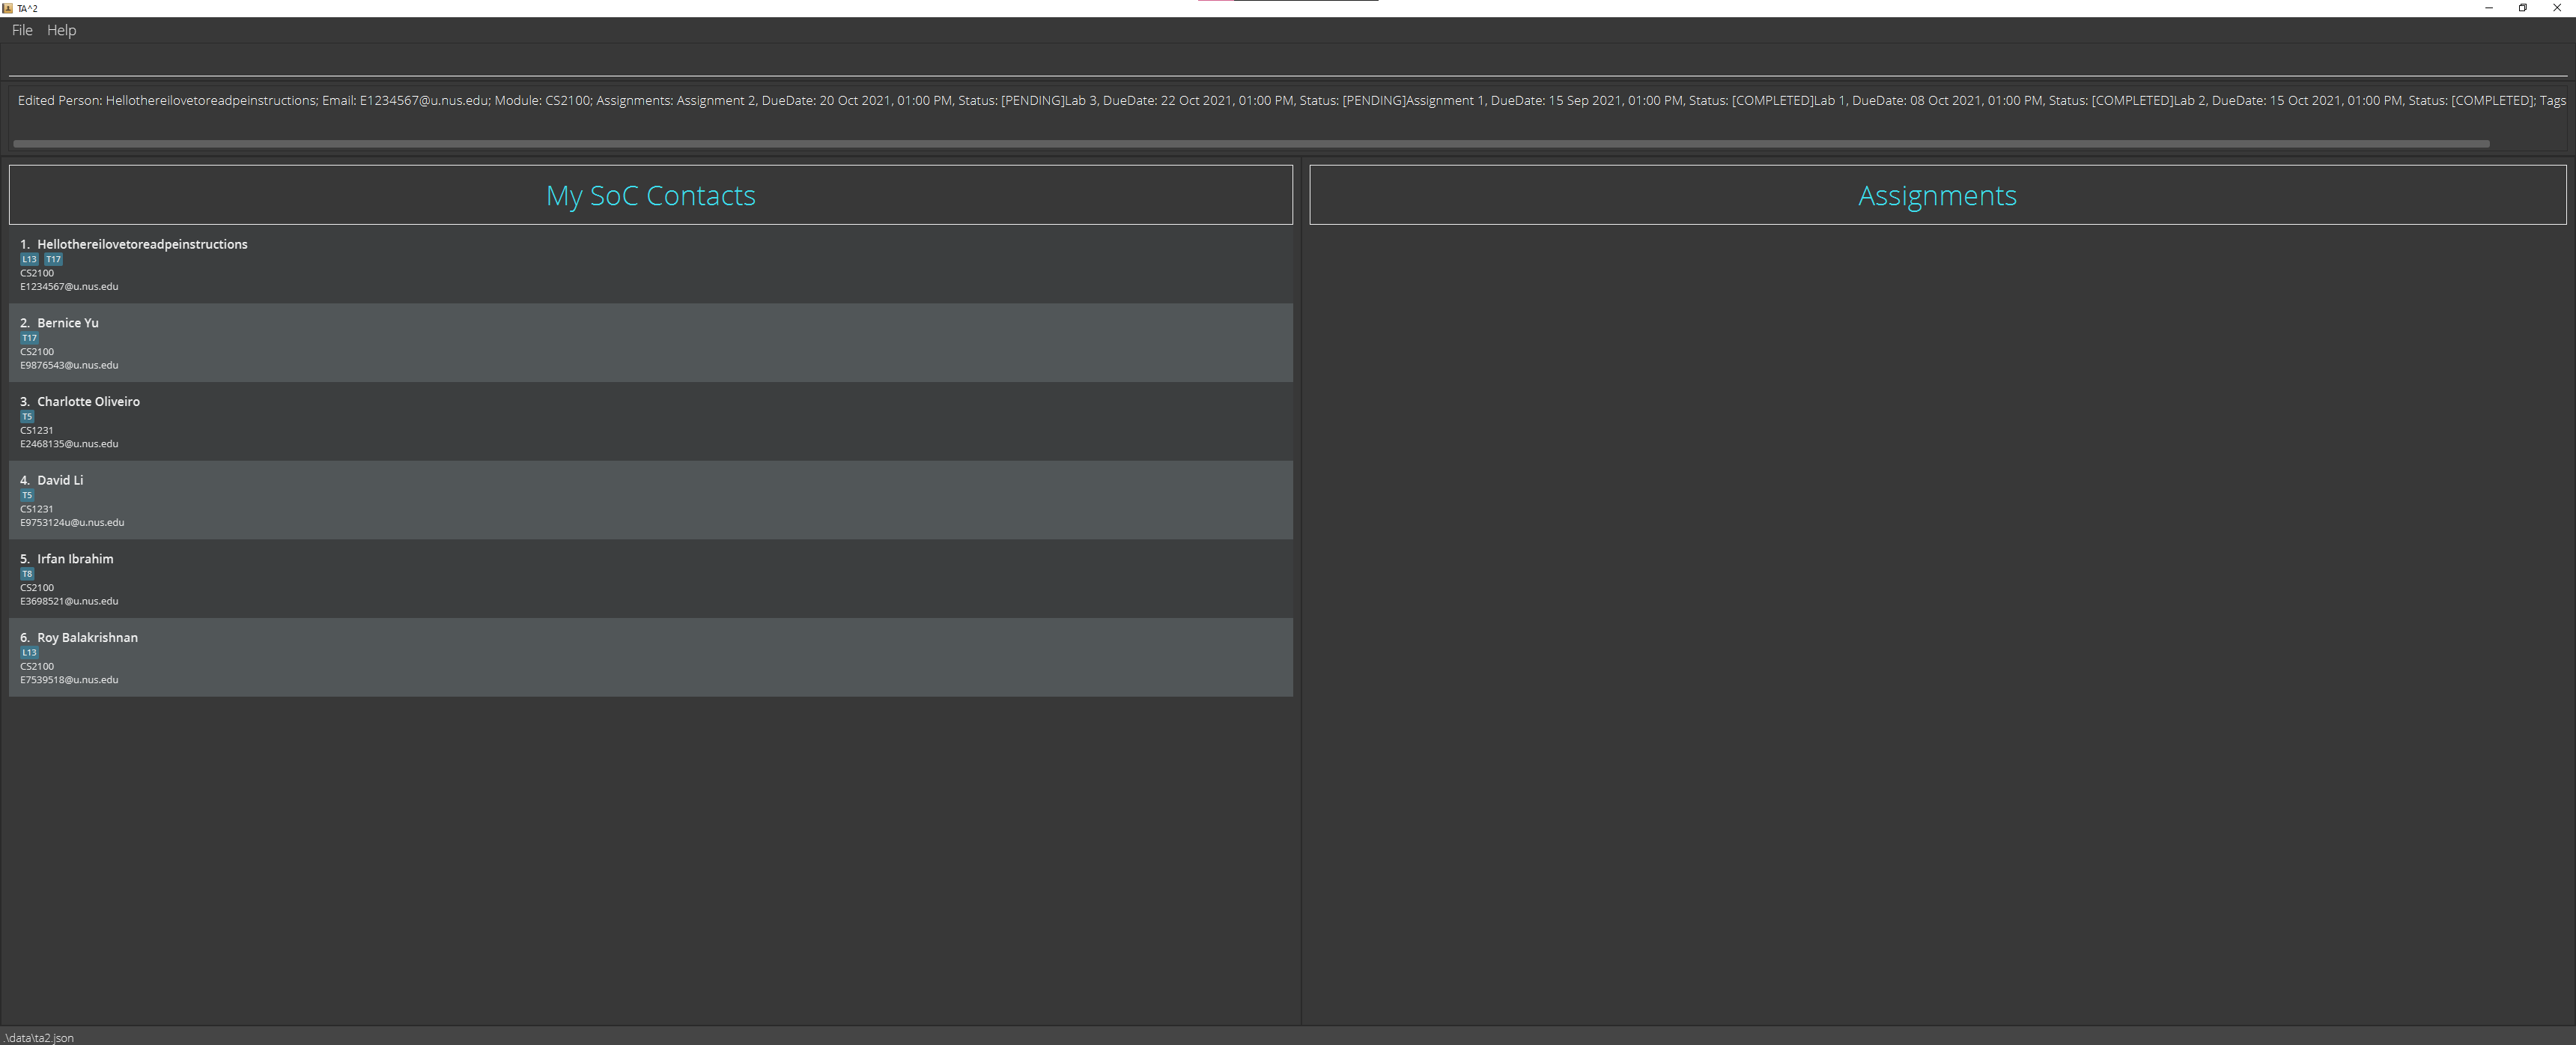 TA^2
File Help
Edited Person: Hellothereilovetoreadpeinstructions; Email: E1234567@u.nus.edu; Module: CS2100; Assignments: Assignment 2, DueDate: 20 Oct 2021, 01:00 PM, Status: [PENDING]Lab 3, DueDate: 22 Oct 2021, 01:00 PM, Status: [PENDING]Assignment 1, DueDate: 15 Sep 2021, 01:00 PM, Status: [COMPLETED]Lab 1, DueDate: 08 Oct 2021, 01:00 PM, Status: [COMPLETED]Lab 2, DueDate: 15 Oct 2021, 01:00 PM, Status: [COMPLETED]; Tags
My SoC Contacts
1. Hellothereilovetoreadpeinstructions
L13 T17
CS2100
E1234567@u.nus.edu
2. Bernice Yu
T17
CS2100
E9876543@u.nus.edu
3. Charlotte Oliveiro
T5
CS1231
E2468135@u.nus.edu
4. David Li
T5
CS1231
E9753124u@u.nus.edu
5. Irfan Ibrahim
T8
CS2100
E3698521@u.nus.edu
6. Roy Balakrishnan
L13
CS2100
E7539518@u.nus.edu
Assignments
.\data\ta2.json